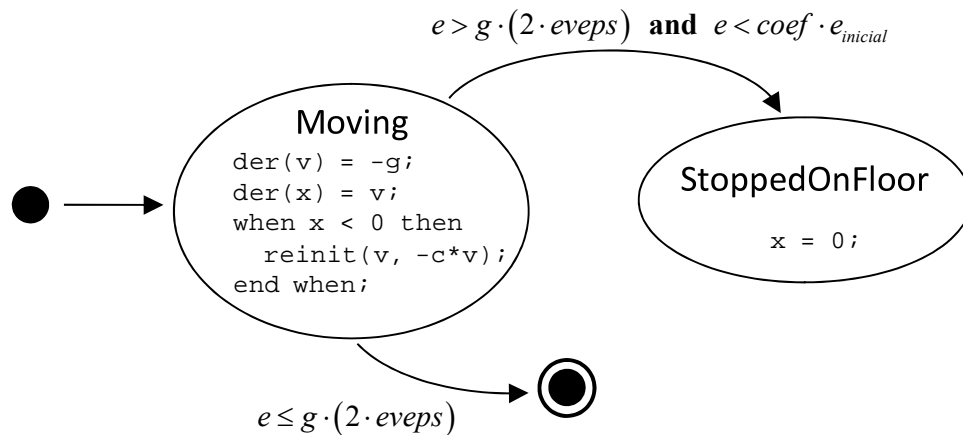 e > g · (2 · eveps) and e < coef · e_inicial
Moving
der(v) = -g;
der(x) = v;
when x < 0 then
reinit(v, -c*v);
end when;
StoppedOnFloor
x = 0;
e ≤ g · (2 · eveps)